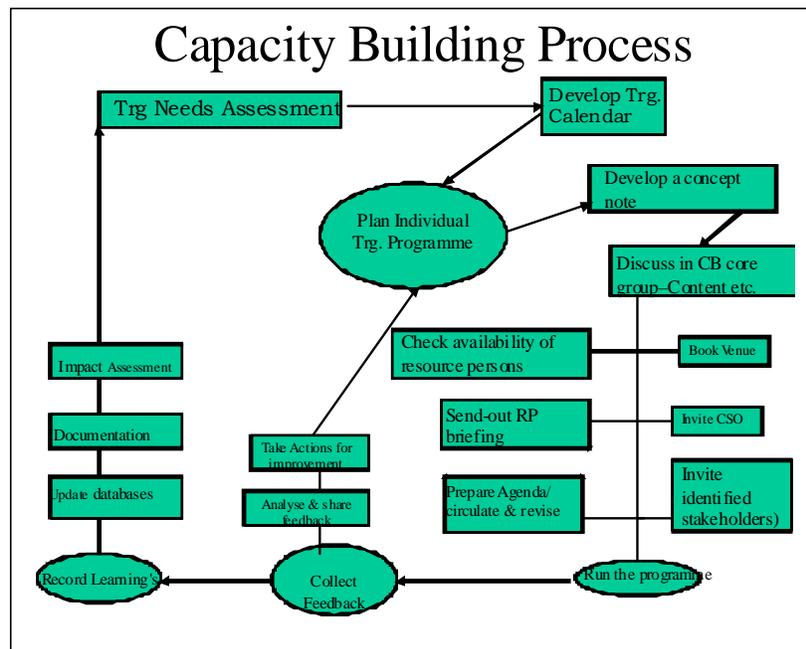 Capacity Building Process
Trg Needs Assessment
Develop Trg.
Calendar
Plan Individual
Trg. Programme
Develop a concept
note
Discuss in CB core
group–Content etc.
Check availability of
resource persons
Book Venue
Impact Assessment
Send-out RP
briefing
Invite CSO
Documentation
Take Actions for
improvement
Update databases
Analyse & share
feedback
Prepare Agenda/
circulate & revise
Invite
identified
stakeholders)
Record Learning's
Collect
Feedback
Run the programme